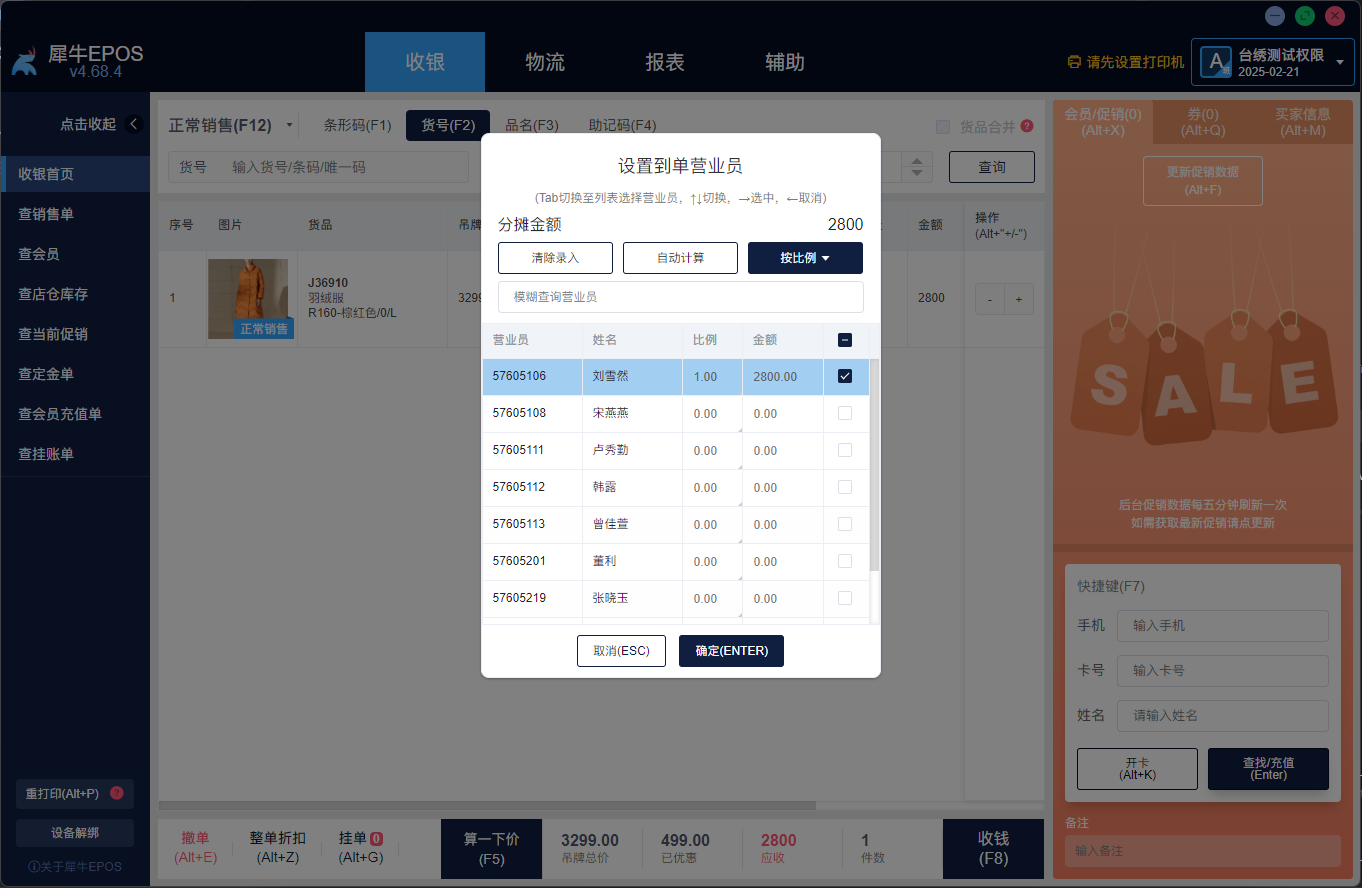 犀牛EPOS
v4.68.4
收银
物流
报表
辅助
请先设置打印机
A
台绣测试权限
2025-02-21
点击收起
收银首页
查销售单
查会员
查店仓库存
查当前促销
查定金单
查会员充值单
查挂账单
重打印(Alt+P) ?
设备解绑
关于犀牛EPOS
正常销售(F12)
条形码(F1)
货号(F2)
品名(F3)
助记码(F4)
货品合并 ?
货号
输入货号/条码/唯一码
查询
序号
图片
货品
吊牌
金额
操作
(Alt+"+/-")
1
正常销售
J36910
羽绒服
R160-棕红色/0/L
3299
2800
- +
设置到单营业员
(Tab切换至列表选择营业员，↑↓切换，→选中，←取消)
分摊金额 2800
清除录入
自动计算
按比例
模糊查询营业员
营业员 姓名 比例 金额
57605106 刘雪然 1.00 2800.00
57605108 宋燕燕 0.00 0.00
57605111 卢秀勤 0.00 0.00
57605112 韩露 0.00 0.00
57605113 曾佳萱 0.00 0.00
57605201 董利 0.00 0.00
57605219 张晓玉 0.00 0.00
取消(ESC)
确定(ENTER)
撤单
(Alt+E)
整单折扣
(Alt+Z)
挂单 0
(Alt+G)
算一下价
(F5)
3299.00
吊牌总价
499.00
已优惠
2800
应收
1
件数
收钱
(F8)
会员/促销(0)
(Alt+X)
券(0)
(Alt+Q)
买家信息
(Alt+M)
更新促销数据
(Alt+F)
SALE
后台促销数据每五分钟刷新一次
如需获取最新促销请点更新
快捷键(F7)
手机 输入手机
卡号 输入卡号
姓名 请输入姓名
开卡
(Alt+K)
查找/充值
(Enter)
备注
输入备注